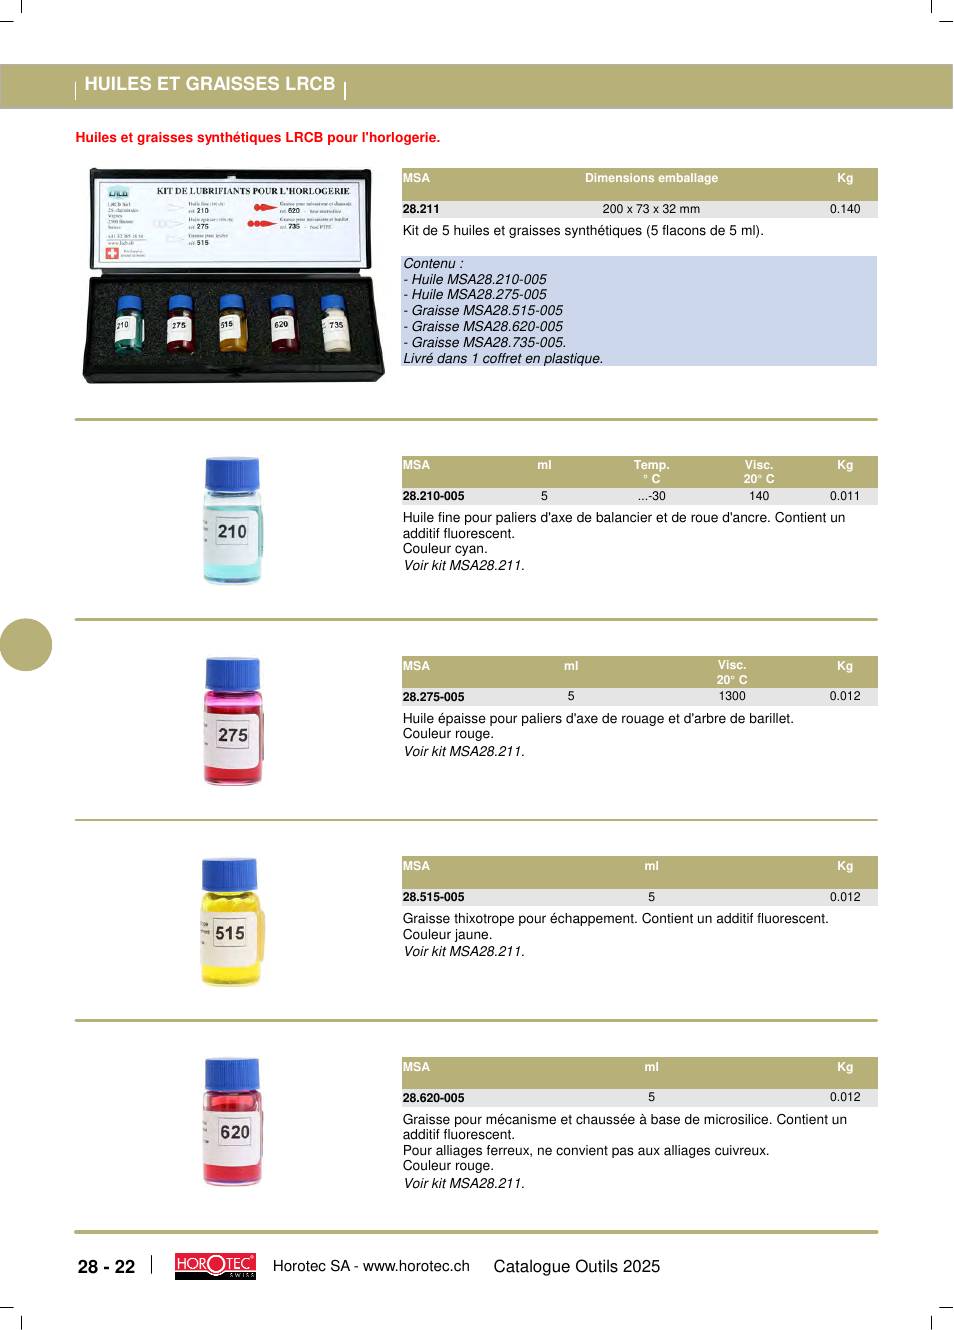 HUILES ET GRAISSES LRCB
Huiles et graisses synthétiques LRCB pour l'horlogerie.
KIT DE LUBRIFIANTS POUR L'HORLOGERIE
réf. 210
réf. 275
réf. 515
réf. 620
réf. 735
210
275
515
620
735
MSA Dimensions emballage Kg
28.211 200 x 73 x 32 mm 0.140
Kit de 5 huiles et graisses synthétiques (5 flacons de 5 ml).
Contenu :
- Huile MSA28.210-005
- Huile MSA28.275-005
- Graisse MSA28.515-005
- Graisse MSA28.620-005
- Graisse MSA28.735-005.
Livré dans 1 coffret en plastique.
210
MSA ml Temp. Visc. Kg
° C 20° C
28.210-005 5 ...-30 140 0.011
Huile fine pour paliers d'axe de balancier et de roue d'ancre. Contient un
additif fluorescent.
Couleur cyan.
Voir kit MSA28.211.
275
MSA ml Visc. Kg
20° C
28.275-005 5 1300 0.012
Huile épaisse pour paliers d'axe de rouage et d'arbre de barillet.
Couleur rouge.
Voir kit MSA28.211.
515
MSA ml Kg
28.515-005 5 0.012
Graisse thixotrope pour échappement. Contient un additif fluorescent.
Couleur jaune.
Voir kit MSA28.211.
620
MSA ml Kg
28.620-005 5 0.012
Graisse pour mécanisme et chaussée à base de microsilice. Contient un
additif fluorescent.
Pour alliages ferreux, ne convient pas aux alliages cuivreux.
Couleur rouge.
Voir kit MSA28.211.
28 - 22 HOROTEC SWISS Horotec SA - www.horotec.ch Catalogue Outils 2025